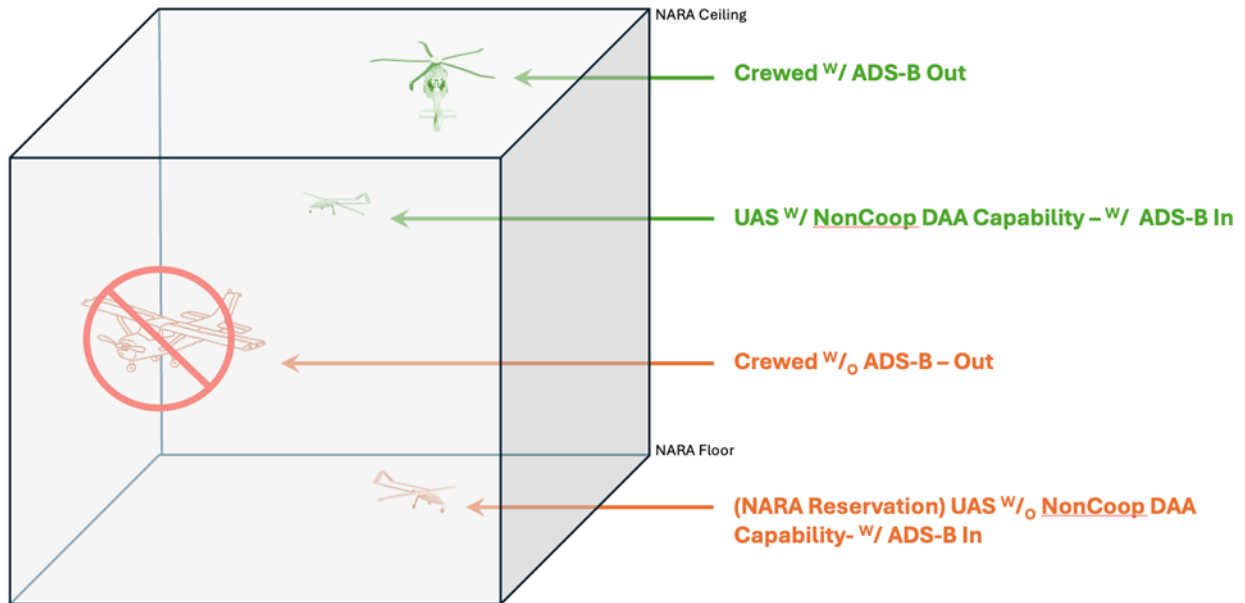 NARA Ceiling
Crewed W/ ADS-B Out
UAS W/ NonCoop DAA Capability – W/ ADS-B In
Crewed W/O ADS-B – Out
NARA Floor
(NARA Reservation) UAS W/O NonCoop DAA
Capability- W/ ADS-B In